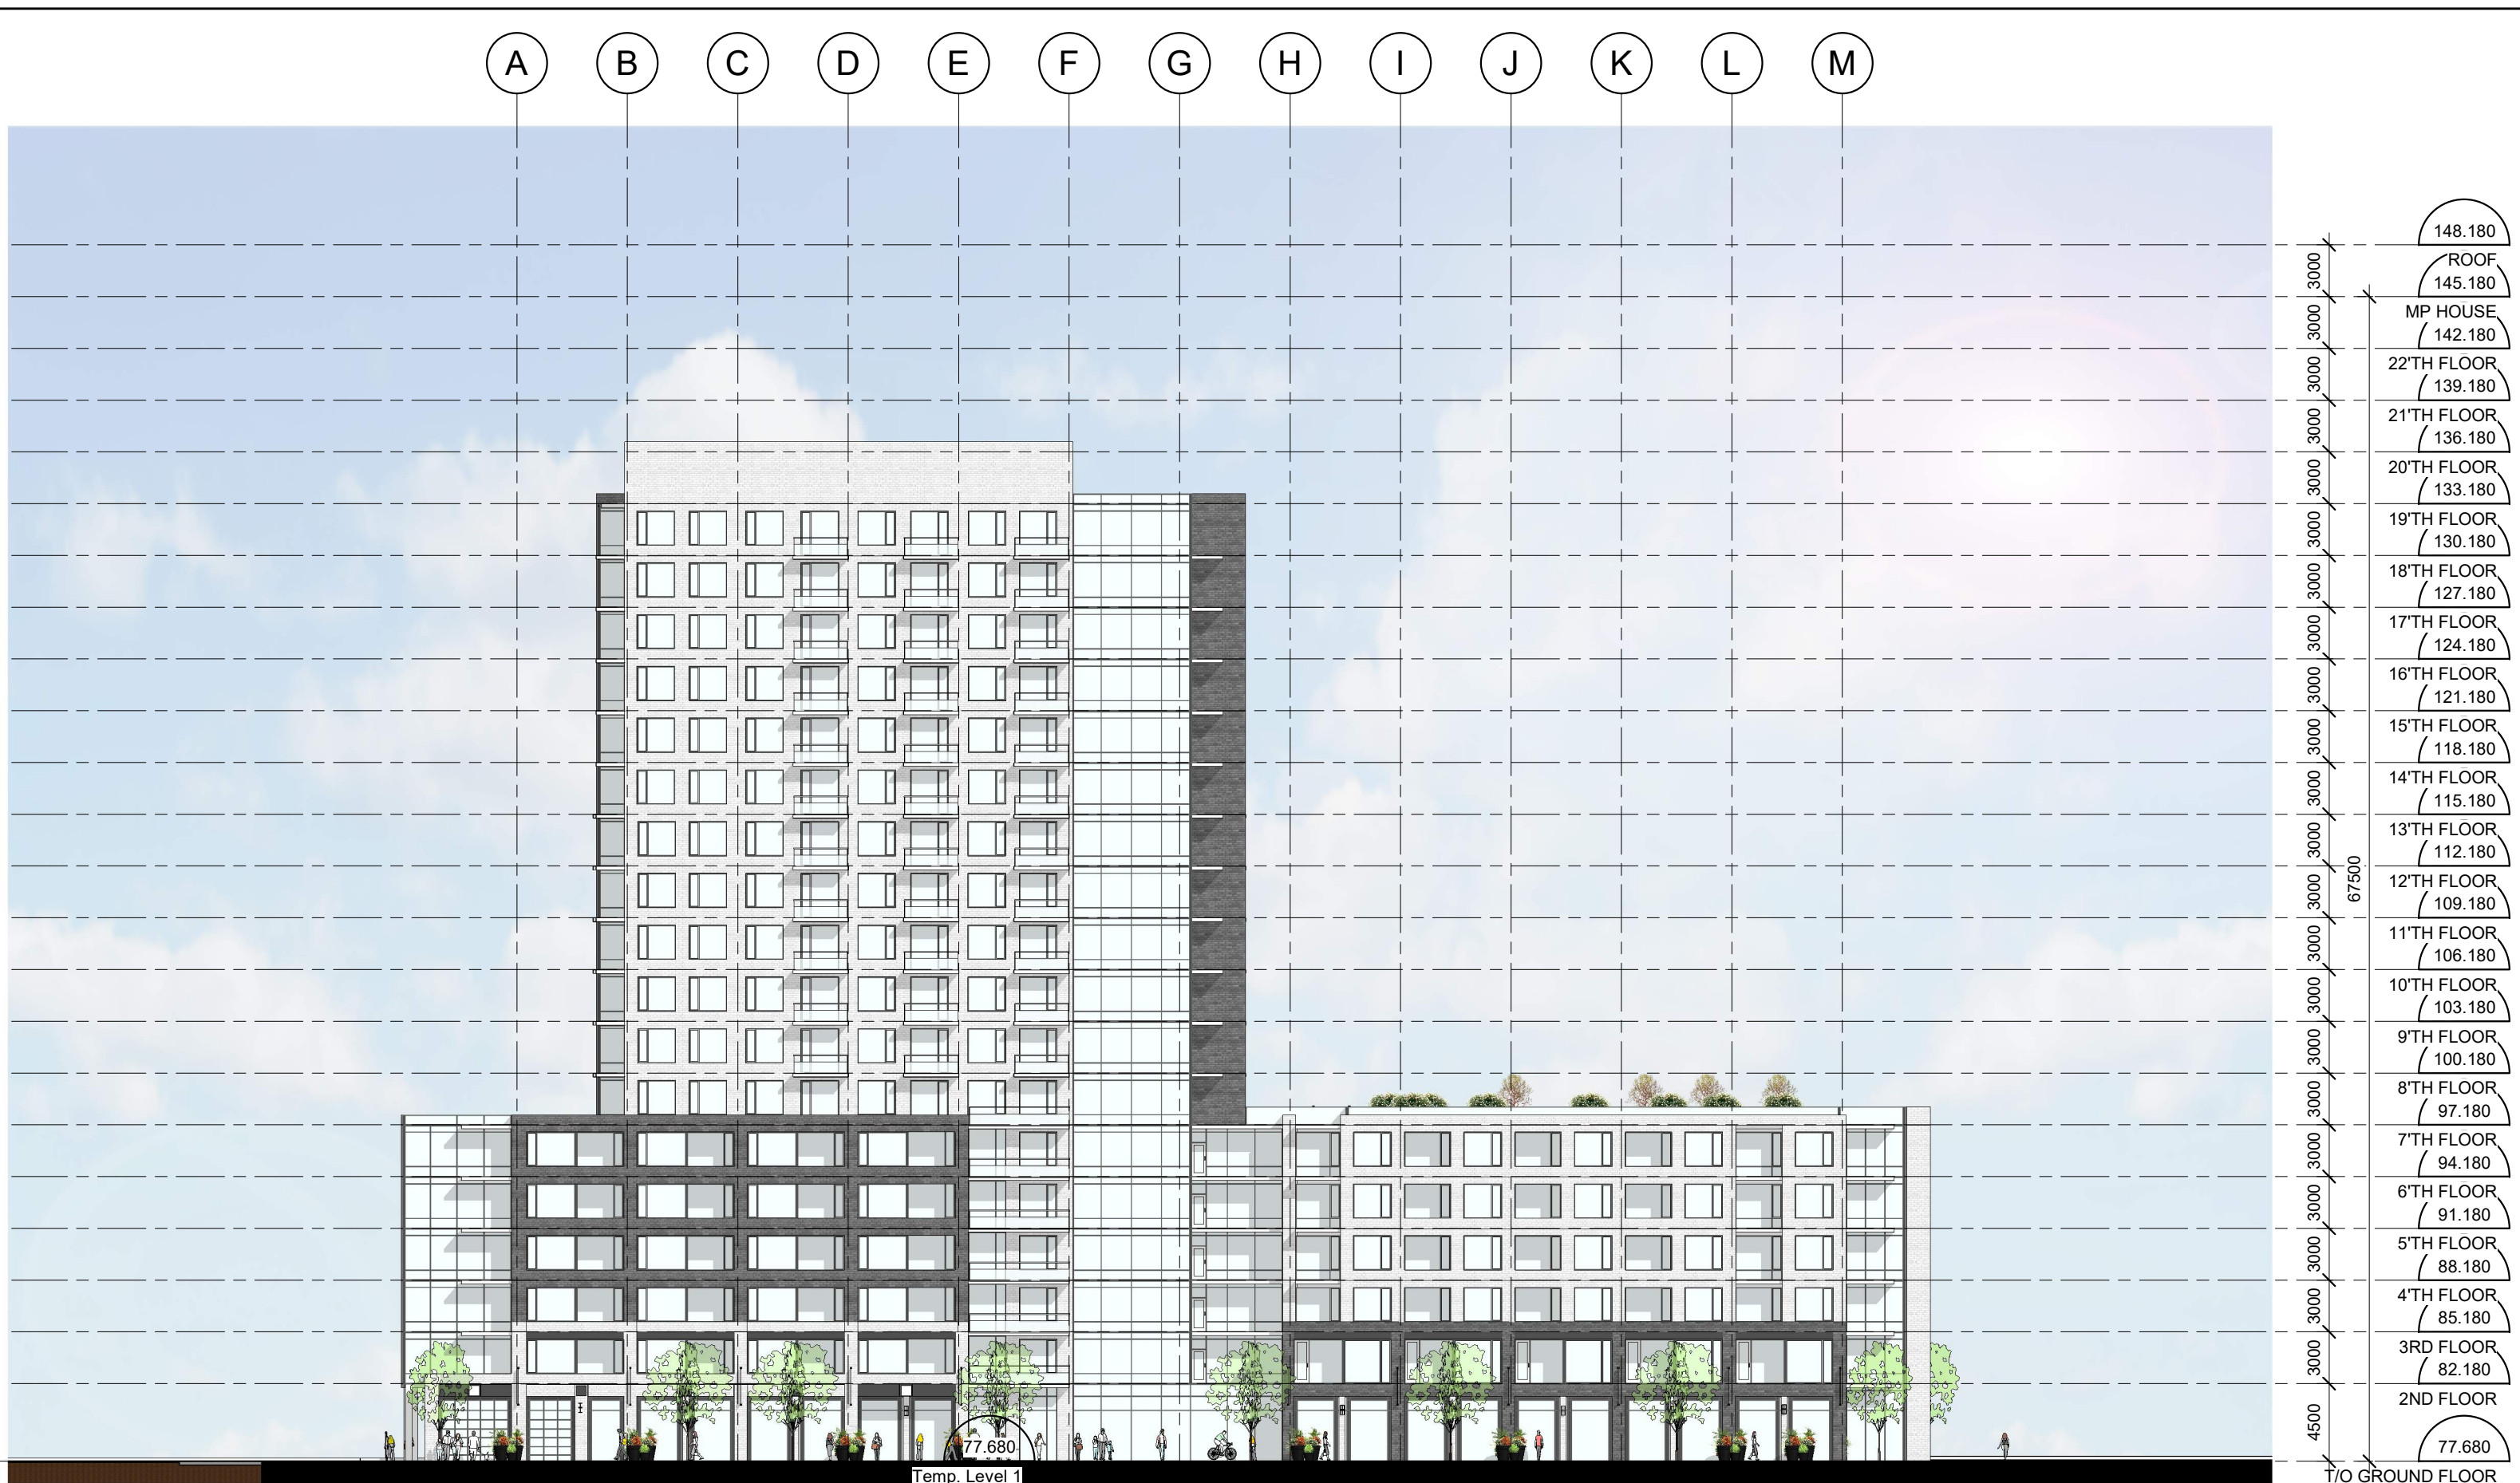 A B C D E F G H I J K L M
148.180
3000
ROOF
145.180
3000
MP HOUSE
142.180
3000
22'TH FLOOR
139.180
3000
21'TH FLOOR
136.180
3000
20'TH FLOOR
133.180
3000
19'TH FLOOR
130.180
3000
18'TH FLOOR
127.180
3000
17'TH FLOOR
124.180
3000
16'TH FLOOR
121.180
3000
15'TH FLOOR
118.180
3000
14'TH FLOOR
115.180
3000
13'TH FLOOR
112.180
67500
3000
12'TH FLOOR
109.180
3000
11'TH FLOOR
106.180
3000
10'TH FLOOR
103.180
3000
9'TH FLOOR
100.180
3000
8'TH FLOOR
97.180
3000
7'TH FLOOR
94.180
3000
6'TH FLOOR
91.180
3000
5'TH FLOOR
88.180
3000
4'TH FLOOR
85.180
3000
3RD FLOOR
82.180
4500
2ND FLOOR
77.680
T/O GROUND FLOOR
77.680
Temp. Level 1